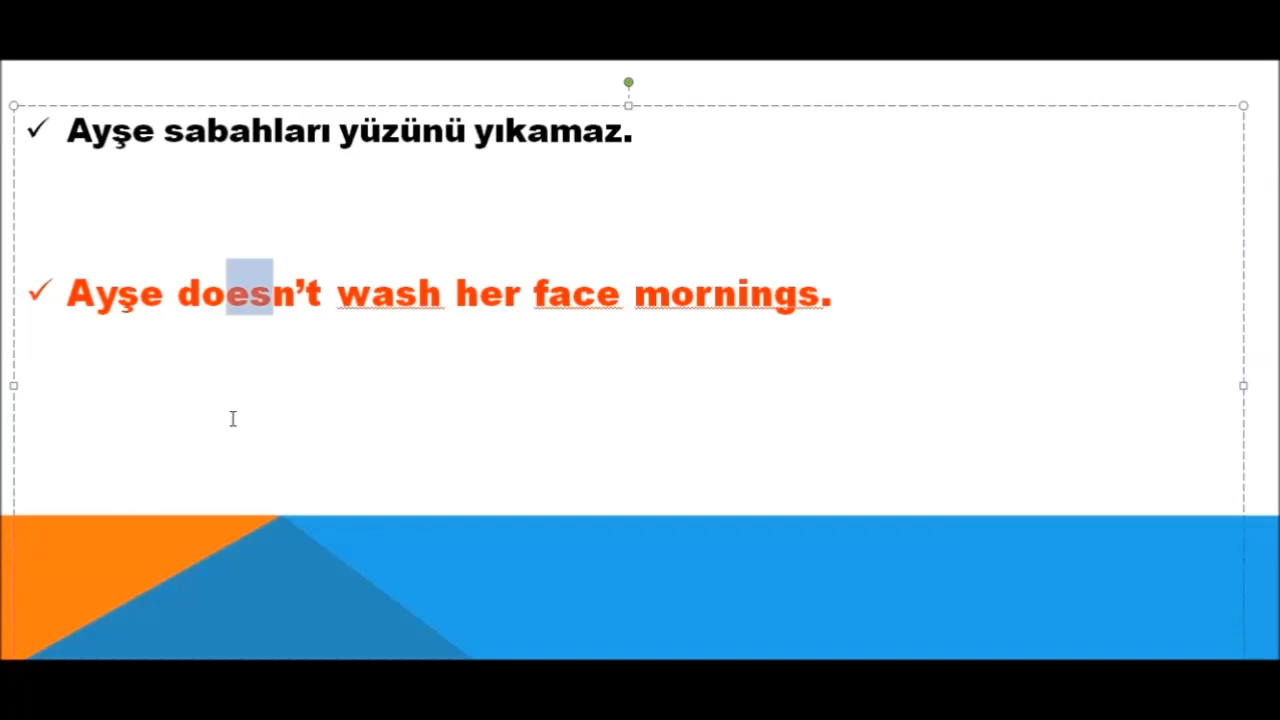 Ayşe sabahları yüzünü yıkamaz.
Ayşe doesn’t wash her face mornings.